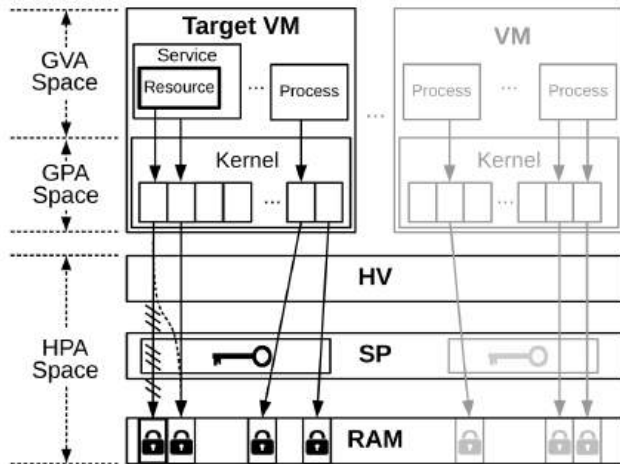 GVA
Space
GPA
Space
HPA
Space
Target VM
Service
Resource
...
Process
Kernel
...
...
VM
Process
...
Process
Kernel
...
HV
SP
RAM